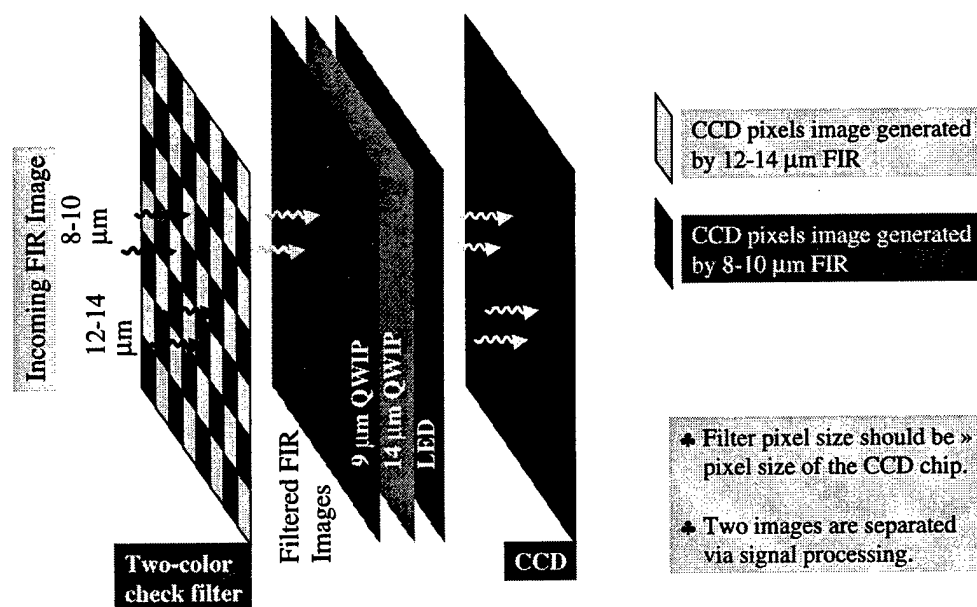 Incoming FIR Image
8-10
μm
12-14
μm
Two-color
check filter
Filtered FIR
Images
9 μm QWIP
14 μm QWIP
LED
CCD
CCD pixels image generated
by 12-14 μm FIR
CCD pixels image generated
by 8-10 μm FIR
♣ Filter pixel size should be »
pixel size of the CCD chip.
♣ Two images are separated
via signal processing.